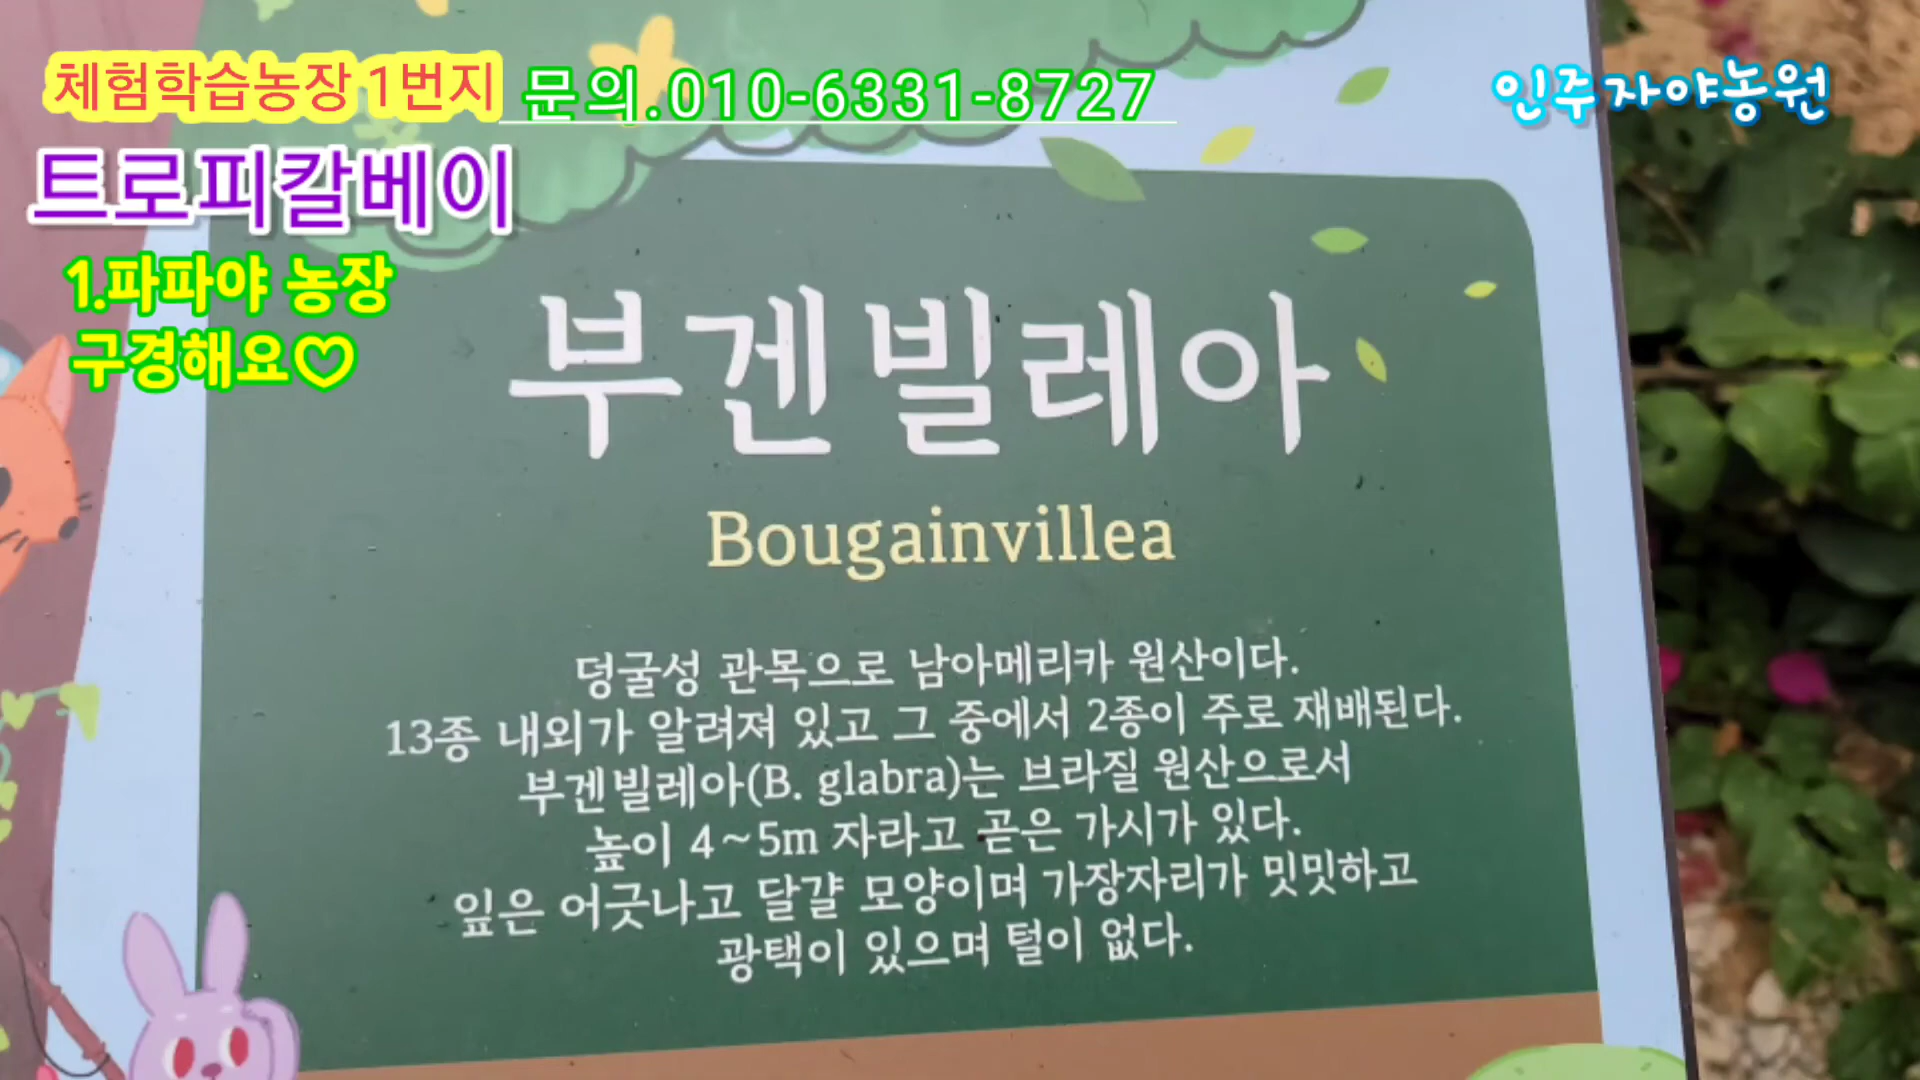 체험학습농장 1번지 문의.010-6331-8727
인주자야농원
트로피칼베이
1.파파야 농장
구경해요♡
부겐빌레아
Bougainvillea
덩굴성 관목으로 남아메리카 원산이다.
13종 내외가 알려져 있고 그 중에서 2종이 주로 재배된다.
부겐빌레아(B. glabra)는 브라질 원산으로서
높이 4~5m 자라고 곧은 가시가 있다.
잎은 어긋나고 달걀 모양이며 가장자리가 밋밋하고
광택이 있으며 털이 없다.